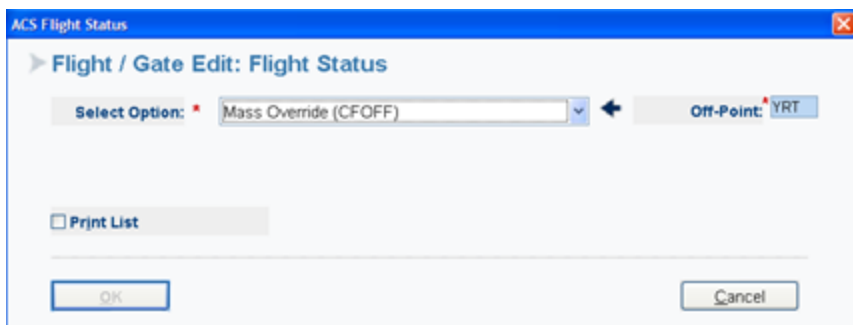 ACS Flight Status
Flight / Gate Edit: Flight Status
Select Option: * Mass Override (CFOFF) Off-Point: * YRT
Print List
OK Cancel